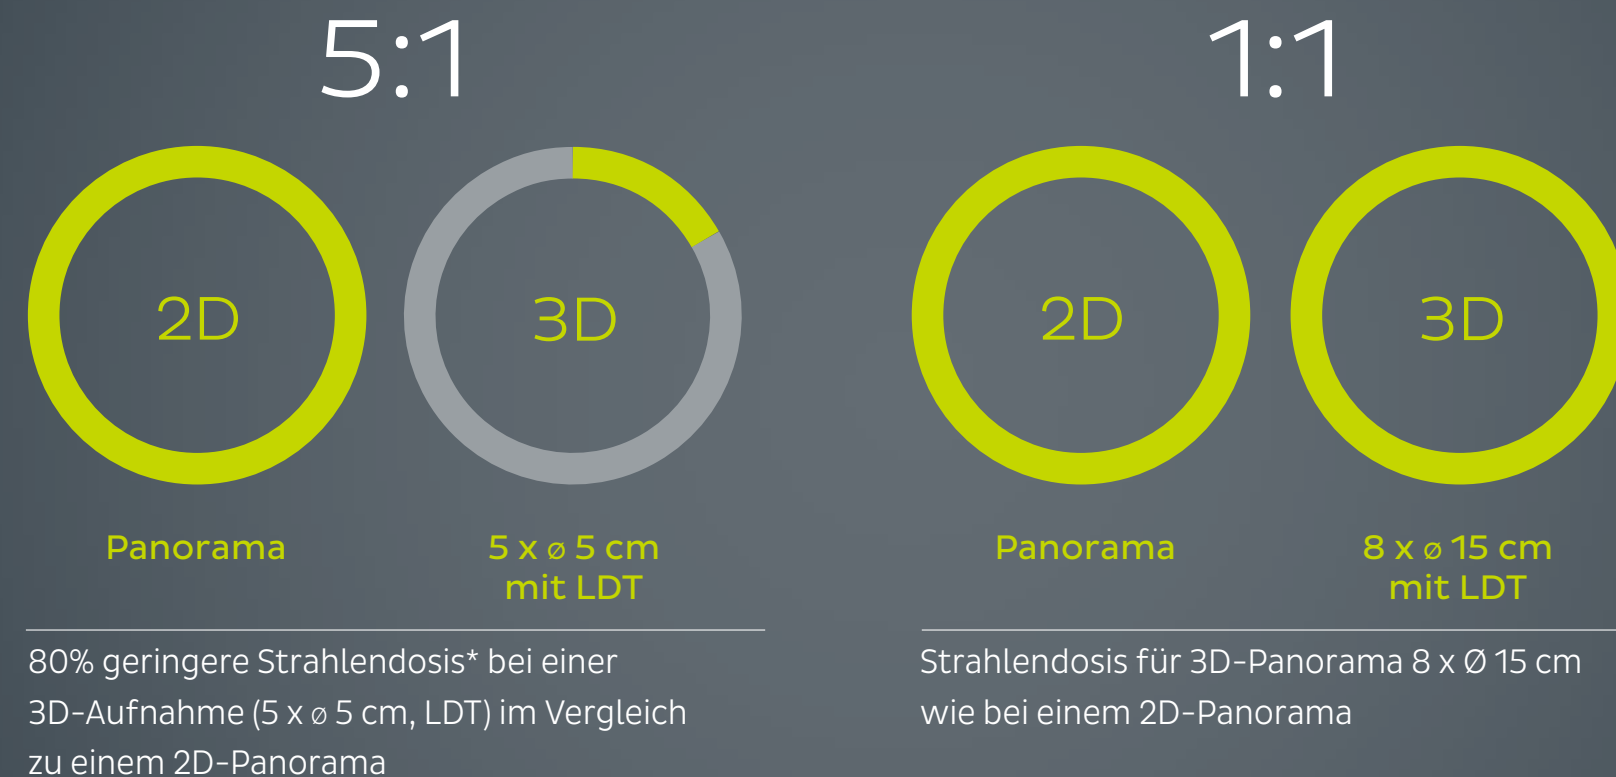 5:1
2D
3D
Panorama
5 x ø 5 cm
mit LDT
80% geringere Strahlendosis* bei einer
3D-Aufnahme (5 x ø 5 cm, LDT) im Vergleich
zu einem 2D-Panorama
1:1
2D
3D
Panorama
8 x ø 15 cm
mit LDT
Strahlendosis für 3D-Panorama 8 x Ø 15 cm
wie bei einem 2D-Panorama